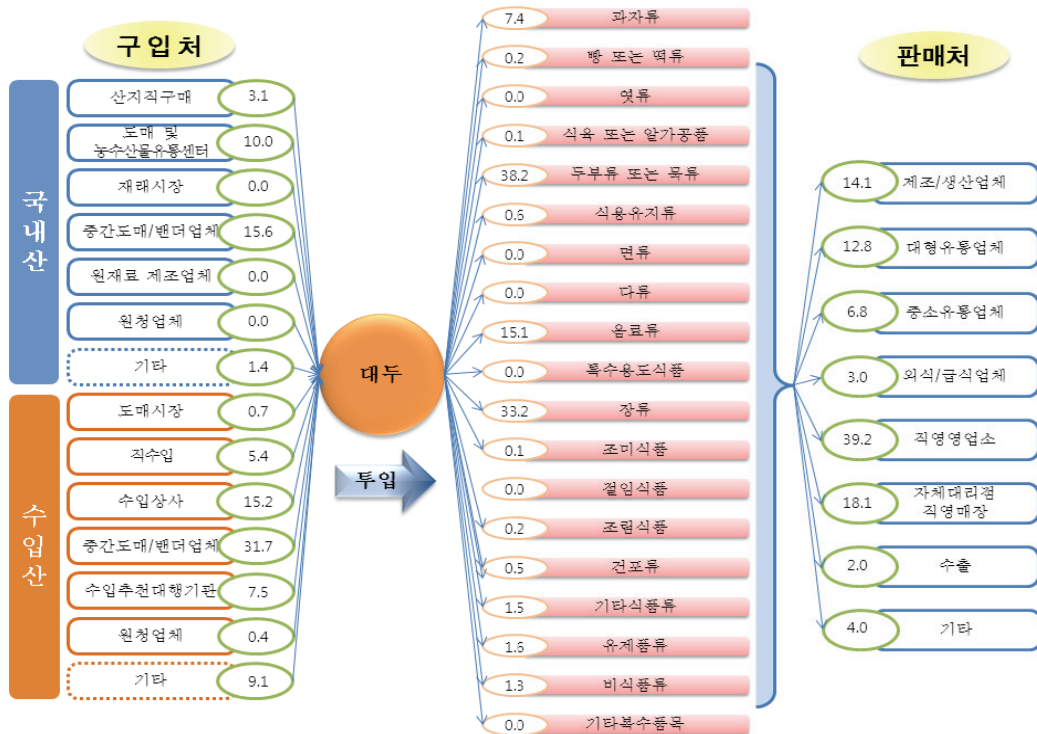 구입처
국내산
산지직구매
3.1
도매 및
농수산물유통센터
10.0
재래시장
0.0
중간도매/밴더업체
15.6
원재료 제조업체
0.0
원청업체
0.0
기타
1.4
수입산
도매시장
0.7
직수입
5.4
수입상사
15.2
중간도매/밴더업체
31.7
수입추천대행기관
7.5
원청업체
0.4
기타
9.1
대두
투입
7.4
과자류
0.2
빵 또는 떡류
0.0
엿류
0.1
식육 또는 알가공품
38.2
두부류 또는 묵류
0.6
식용유지류
0.0
면류
0.0
다류
15.1
음료류
0.0
특수용도식품
33.2
장류
0.1
조미식품
0.0
절임식품
0.2
조림식품
0.5
건포류
1.5
기타식품류
1.6
유제품류
1.3
비식품류
0.0
기타복수품목
판매처
14.1
제조/생산업체
12.8
대형유통업체
6.8
중소유통업체
3.0
외식/급식업체
39.2
직영영업소
18.1
자체대리점
직영매장
2.0
수출
4.0
기타